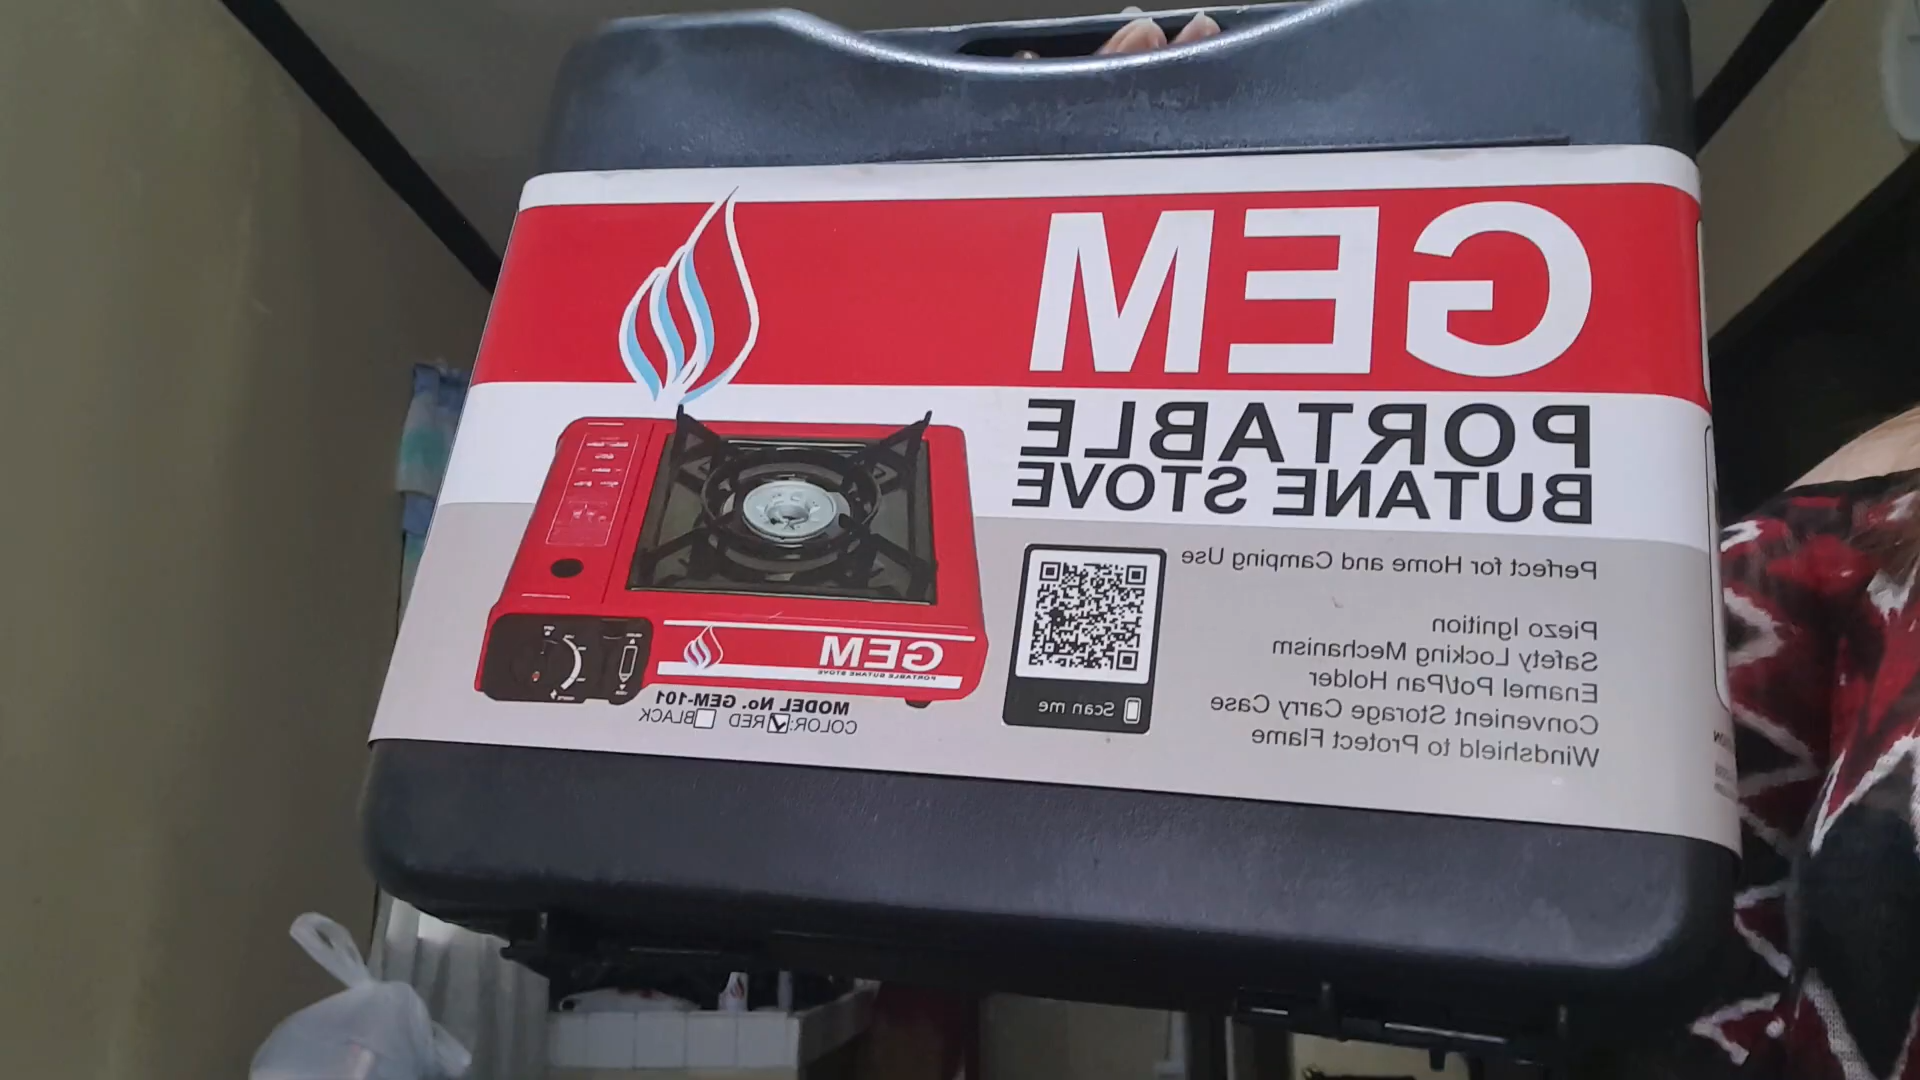 GEM
PORTABLE
BUTANE STOVE
Perfect for Home and Camping Use
Piezo Ignition
Safety Locking Mechanism
Enamel Pot/Pan Holder
Convenient Storage Carry Case
Windshield to Protect Flame
Scan me
GEM
PORTABLE BUTANE STOVE
MODEL No. GEM-101
COLOR: RED BLACK